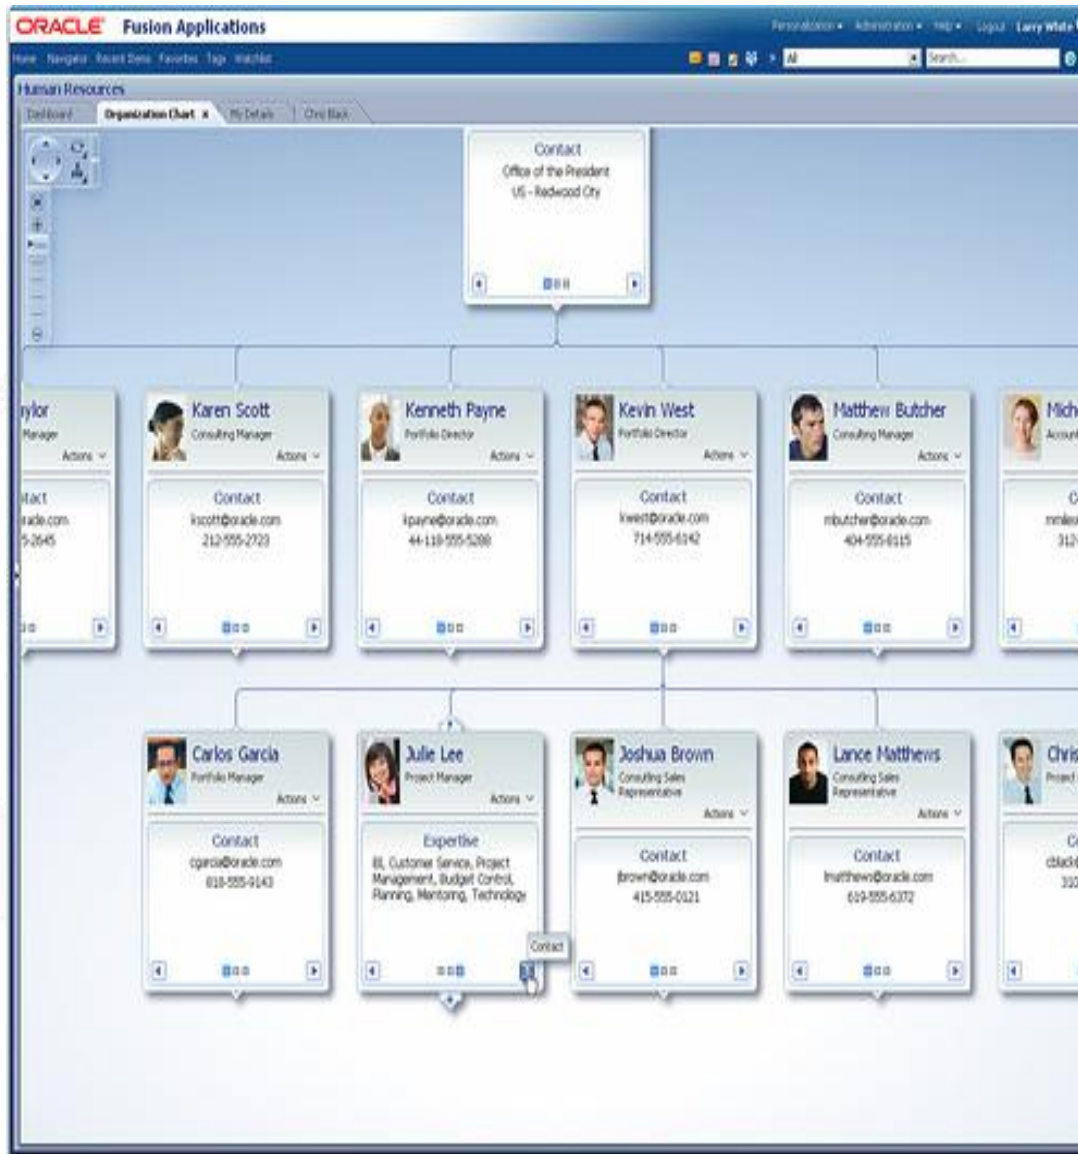 ORACLE Fusion Applications
Personalization Administration Help Logout Larry White
Home Navigator Recent Items Favorites Tags Watchlist
All Search...
Human Resources
Dashboard Organization Chart x My Details Chris Black
Contact
Office of the President
US - Redwood City
ylor Karen Scott Kenneth Payne Kevin West Matthew Butcher Mich
Manager Consulting Manager Portfolio Director Portfolio Director Consulting Manager Account
Actions Actions Actions Actions Actions
tact Contact Contact Contact Contact Co
racle.com kscott@oracle.com kpayne@oracle.com kwest@oracle.com mbutcher@oracle.com
5-2645 212-555-2723 44-118-555-5288 714-555-6142 404-555-8115 312-
Carlos Garcia Julie Lee Joshua Brown Lance Matthews Chris
Portfolio Manager Project Manager Consulting Sales Representative Consulting Sales Representative Project
Actions Actions Actions Actions
Contact Expertise Contact Contact Co
cgarcia@oracle.com BI, Customer Service, Project jbrown@oracle.com lmatthews@oracle.com cblack@
818-555-9143 Management, Budget Control, 415-555-0121 619-555-6372 310
Planning, Mentoring, Technology
Contact